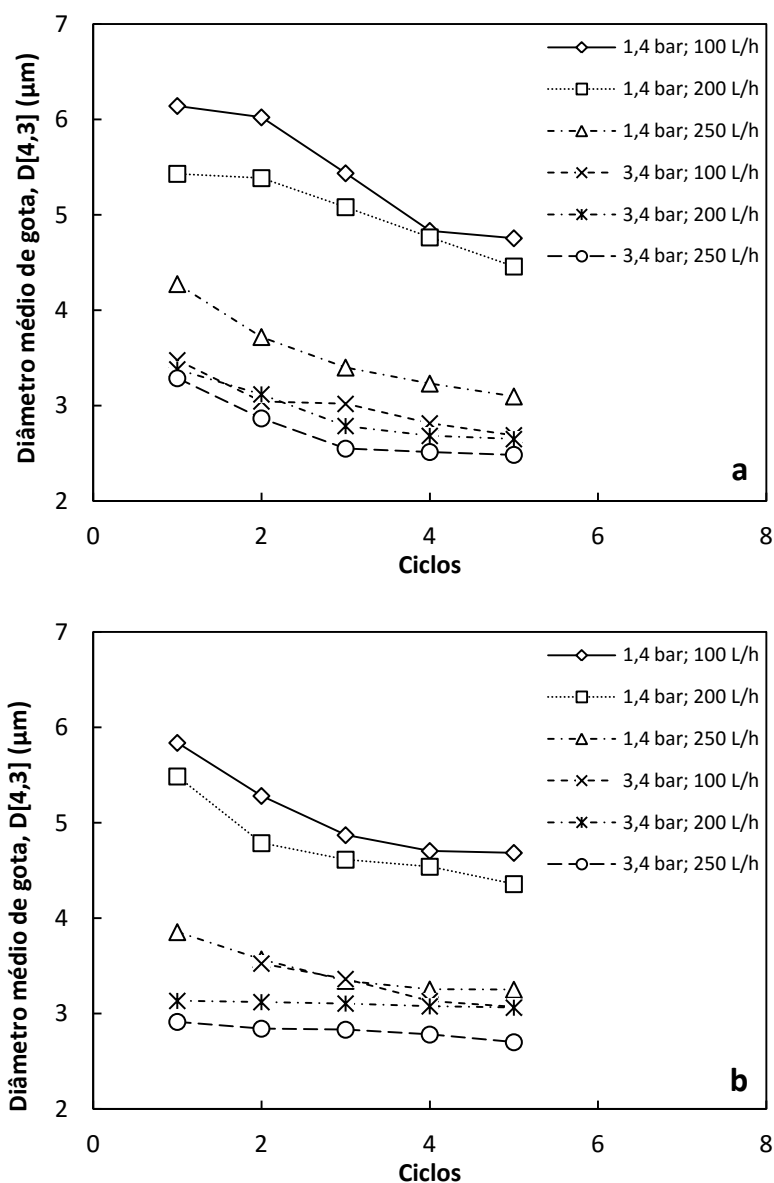 7
6
5
4
3
2
0
2
4
6
8
Diâmetro médio de gota, D[4,3] (µm)
Ciclos
1,4 bar; 100 L/h
1,4 bar; 200 L/h
1,4 bar; 250 L/h
3,4 bar; 100 L/h
3,4 bar; 200 L/h
3,4 bar; 250 L/h
a
7
6
5
4
3
2
0
2
4
6
8
Diâmetro médio de gota, D[4,3] (µm)
Ciclos
1,4 bar; 100 L/h
1,4 bar; 200 L/h
1,4 bar; 250 L/h
3,4 bar; 100 L/h
3,4 bar; 200 L/h
3,4 bar; 250 L/h
b